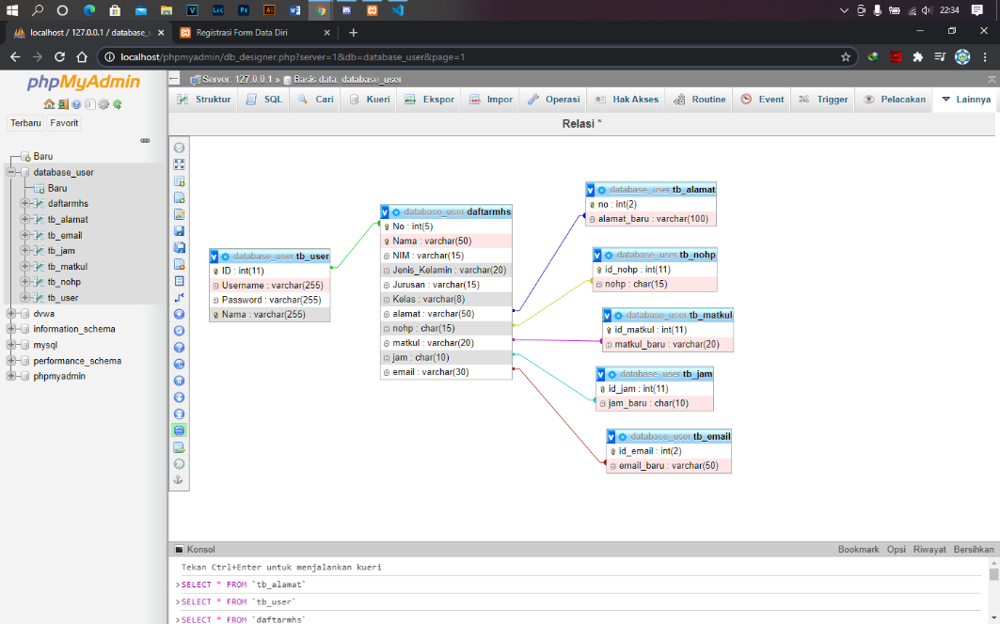 22:34
localhost / 127.0.0.1 / database_
Registrasi Form Data Diri
localhost/phpmyadmin/db_designer.php?server=1&db=database_user&page=1
phpMyAdmin
Terbaru Favorit
Baru
database_user
Baru
daftarmhs
tb_alamat
tb_email
tb_jam
tb_matkul
tb_nohp
tb_user
dvwa
information_schema
mysql
performance_schema
phpmyadmin
Server: 127.0.0.1 » Basis data: database_user
Struktur SQL Cari Kueri Ekspor Impor Operasi Hak Akses Routine Event Trigger Pelacakan Lainnya
Relasi
database_user tb_user
ID : int(11)
Username : varchar(255)
Password : varchar(255)
Nama : varchar(255)
database_user daftarmhs
No : int(5)
Nama : varchar(50)
NIM : varchar(15)
Jenis_Kelamin : varchar(20)
Jurusan : varchar(15)
Kelas : varchar(8)
alamat : varchar(50)
nohp : char(15)
matkul : varchar(20)
jam : char(10)
email : varchar(30)
database_user tb_alamat
no : int(2)
alamat_baru : varchar(100)
database_user tb_nohp
id_nohp : int(11)
nohp : char(15)
database_user tb_matkul
id_matkul : int(11)
matkul_baru : varchar(20)
database_user tb_jam
id_jam : int(11)
jam_baru : char(10)
database_user tb_email
id_email : int(2)
email_baru : varchar(50)
Konsol Bookmark Opsi Riwayat Bersihkan
Tekan Ctrl+Enter untuk menjalankan kueri
>SELECT * FROM `tb_alamat`
>SELECT * FROM `tb_user`
>SELECT * FROM `daftarmhs`